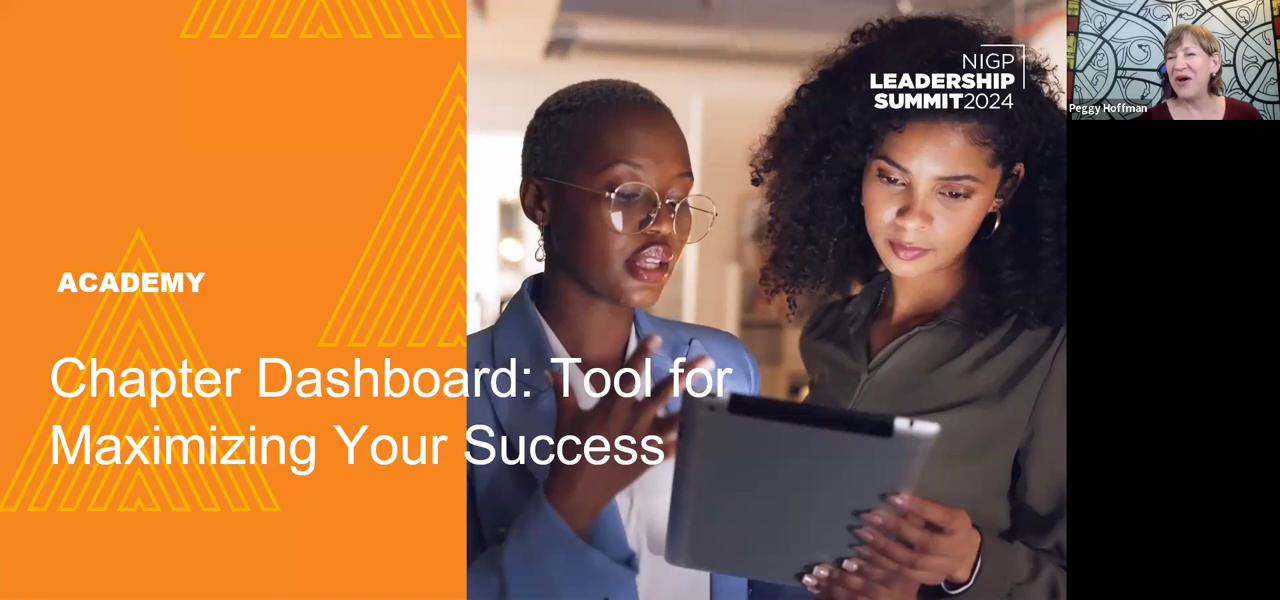 NIGP
LEADERSHIP
SUMMIT2024
Peggy Hoffman
ACADEMY
Chapter Dashboard: Tool for
Maximizing Your Success